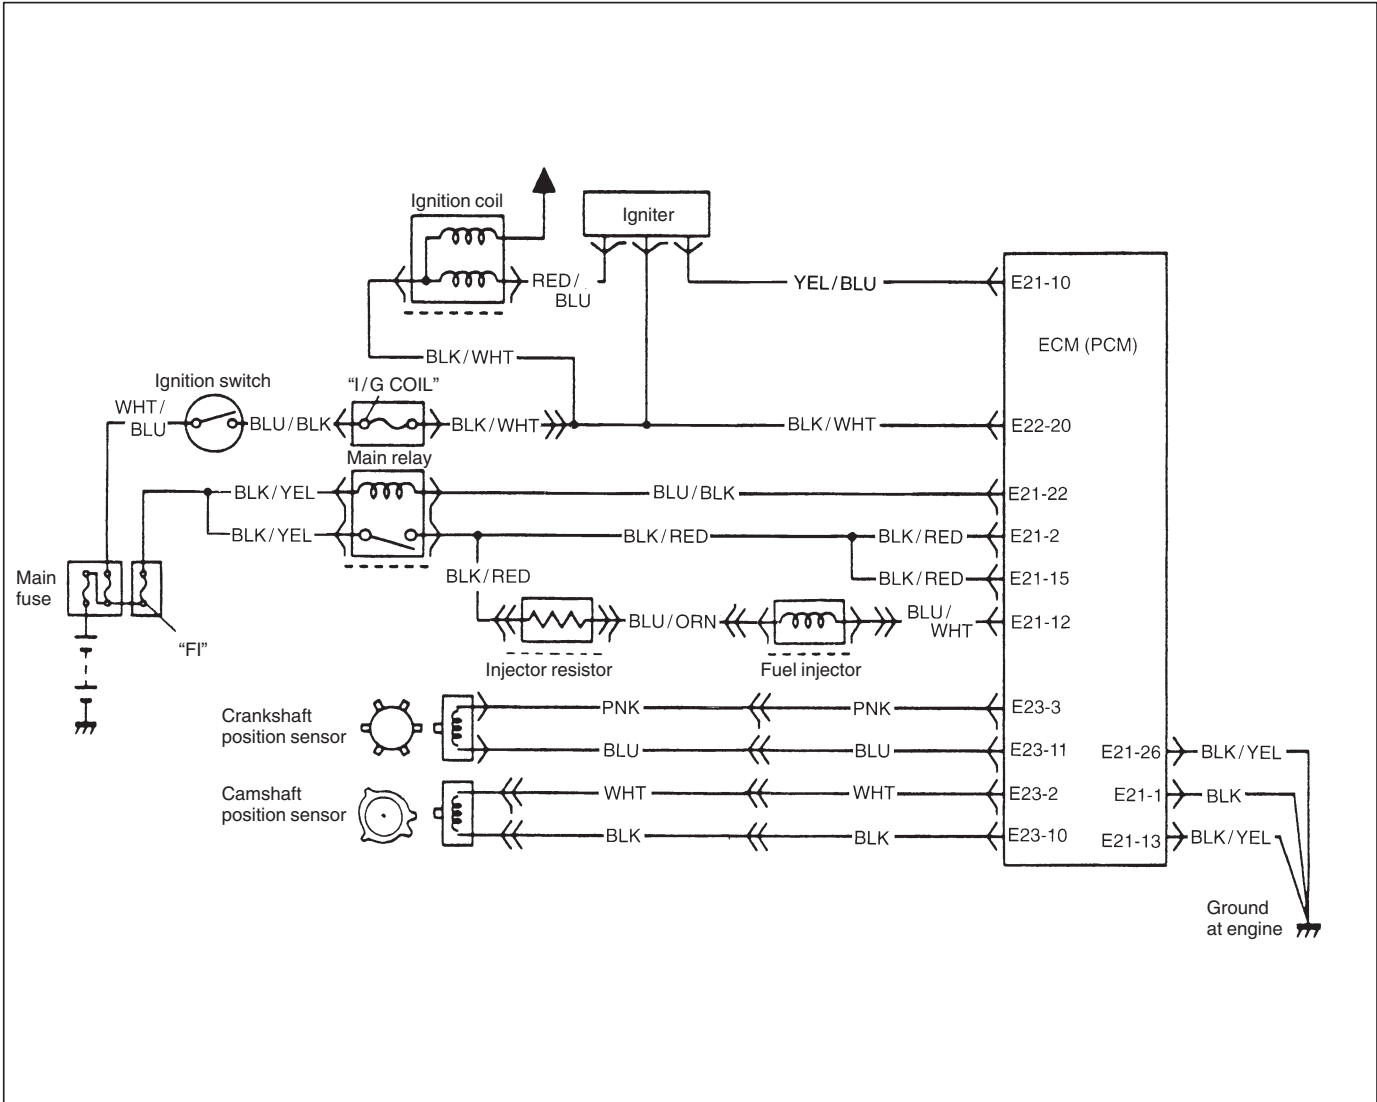 Ignition coil
Igniter
RED/
BLU
YEL/BLU
E21-10
ECM (PCM)
BLK/WHT
Ignition switch
"I/G COIL"
WHT/
BLU
BLU/BLK
BLK/WHT
BLK/WHT
E22-20
Main relay
BLK/YEL
BLU/BLK
E21-22
BLK/YEL
BLK/RED
BLK/RED
E21-2
BLK/RED
BLK/RED
E21-15
Main
fuse
"FI"
BLU/ORN
BLU/
WHT
E21-12
Injector resistor
Fuel injector
Crankshaft
position sensor
PNK
PNK
E23-3
BLU
BLU
E23-11
E21-26
BLK/YEL
Camshaft
position sensor
WHT
WHT
E23-2
E21-1
BLK
BLK
BLK
E23-10
E21-13
BLK/YEL
Ground
at engine